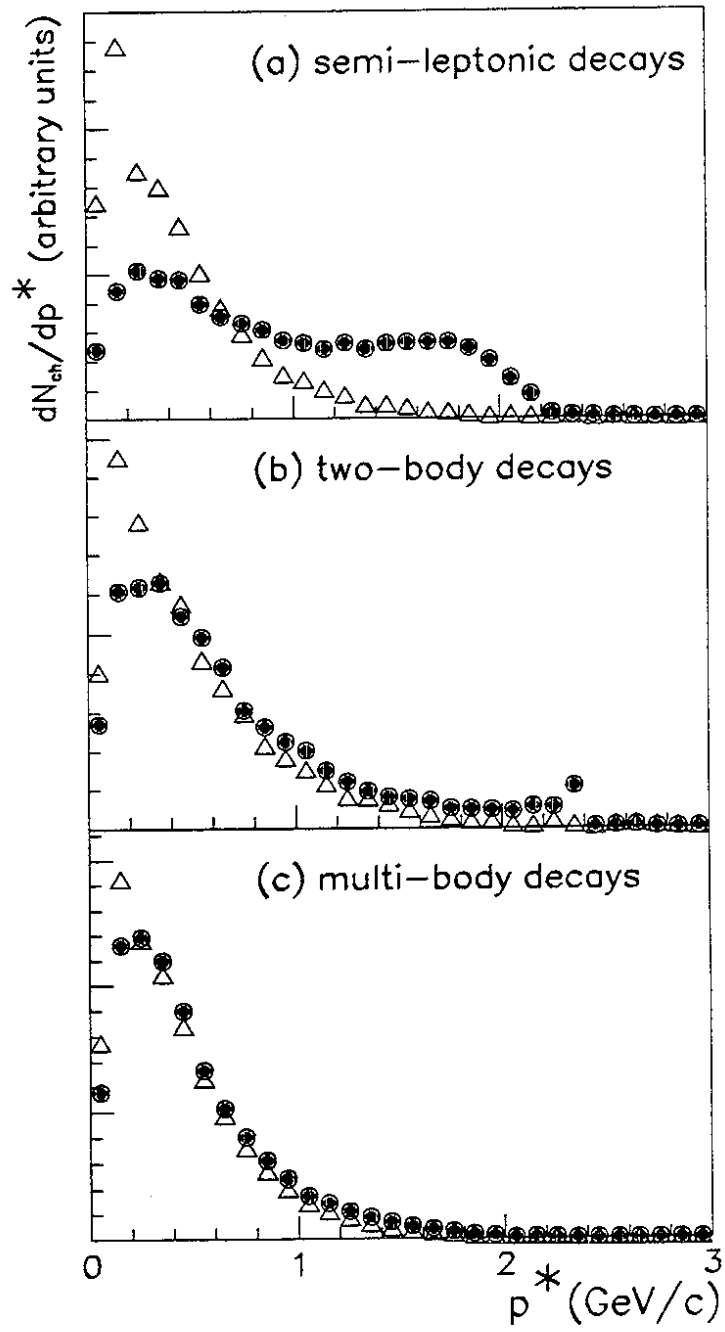 (a) semi-leptonic decays
dN_ch/dp* (arbitrary units)
(b) two-body decays
(c) multi-body decays
0 1 2 3
p* (GeV/c)